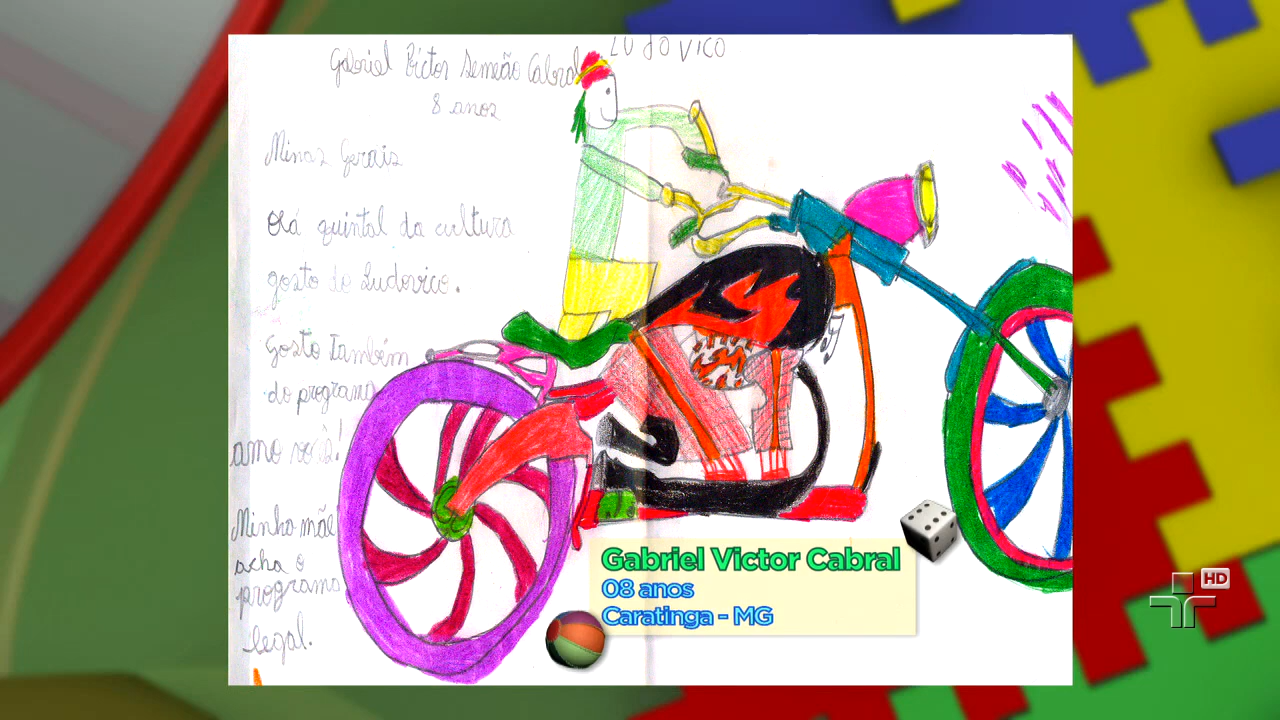 LUdOVICO
Gabriel Victor Semeão Cabral
8 anos
Minas Gerais
Olá quintal da cultura
gosto do Ludovico.
Gosto Também
do programa
amo vocês!
Minha mãe
acha o
programa
legal.
Gabriel Victor Cabral
08 anos
Caratinga - MG
HD